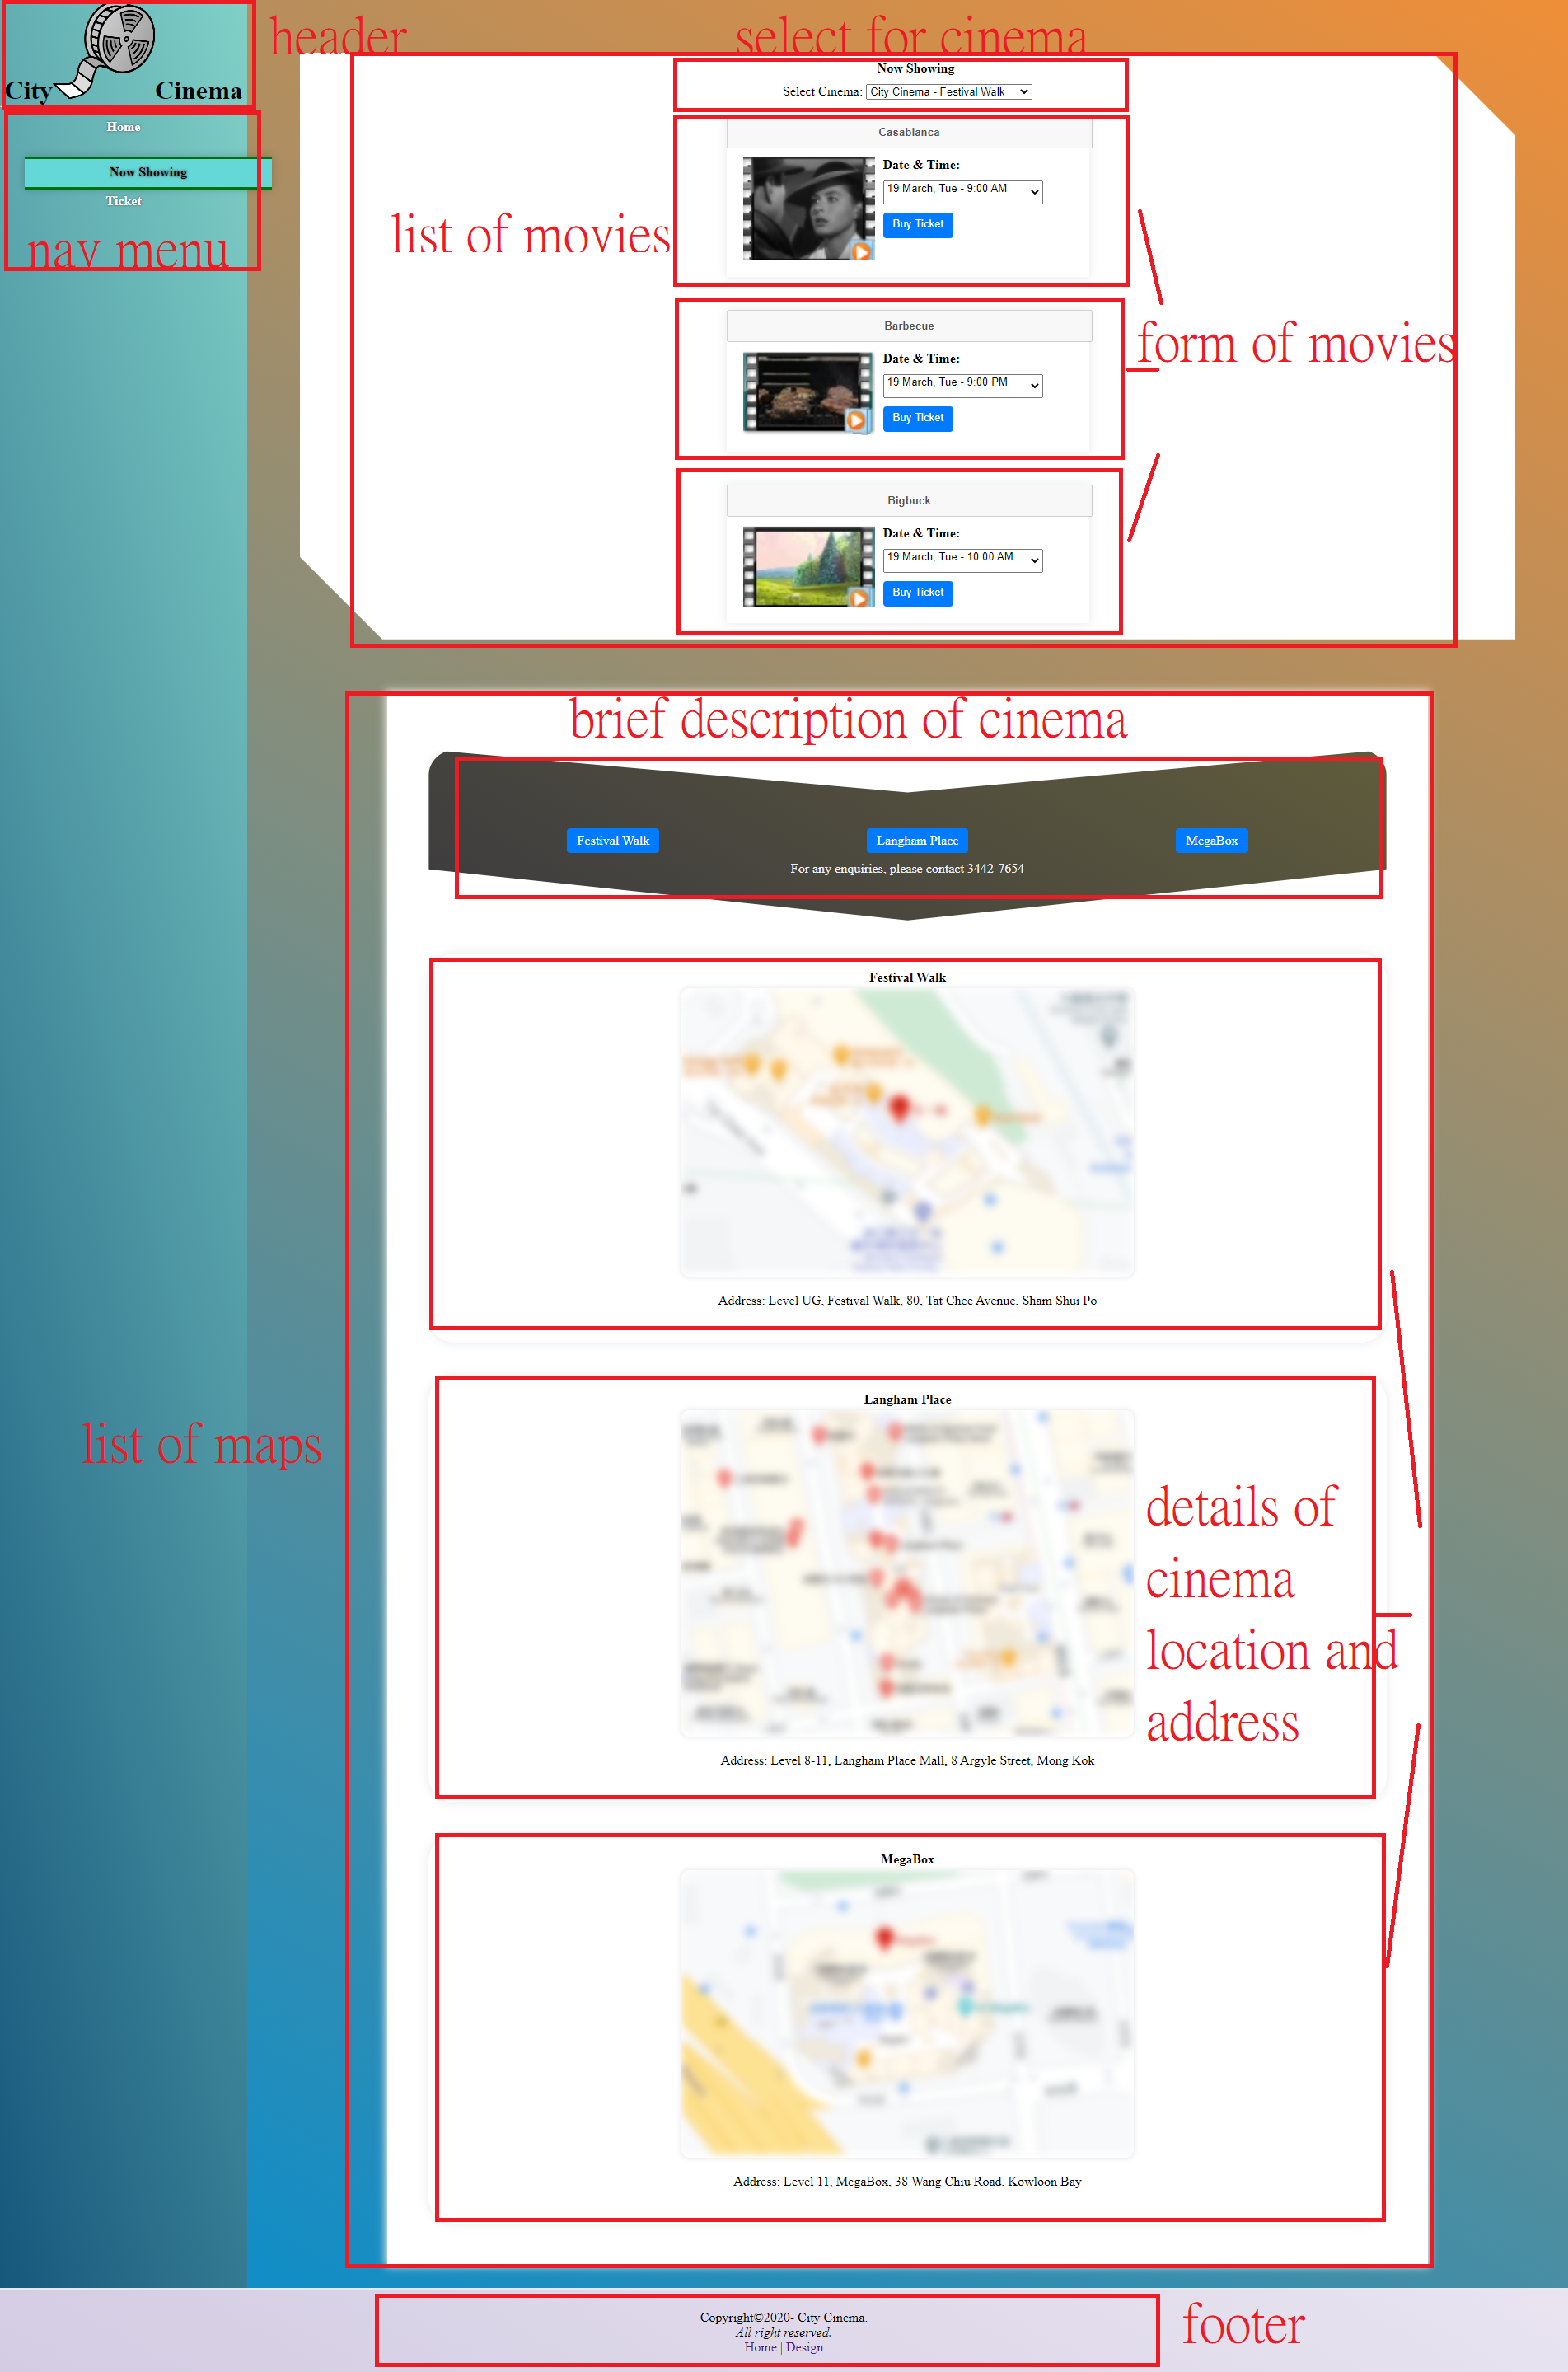 header
select for cinema
City Cinema
Home
Now Showing
Ticket
nav menu
Now Showing
Select Cinema: City Cinema - Festival Walk
list of movies
Casablanca
Date & Time:
19 March, Tue - 9:00 AM
Buy Ticket
form of movies
Barbecue
Date & Time:
19 March, Tue - 9:00 PM
Buy Ticket
Bigbuck
Date & Time:
19 March, Tue - 10:00 AM
Buy Ticket
brief description of cinema
Festival Walk
Langham Place
MegaBox
For any enquiries, please contact 3442-7654
Festival Walk
Address: Level UG, Festival Walk, 80, Tat Chee Avenue, Sham Shui Po
list of maps
Langham Place
details of
cinema
location and
address
Address: Level 8-11, Langham Place Mall, 8 Argyle Street, Mong Kok
MegaBox
Address: Level 11, MegaBox, 38 Wang Chiu Road, Kowloon Bay
Copyright©2020- City Cinema.
All right reserved.
Home | Design
footer